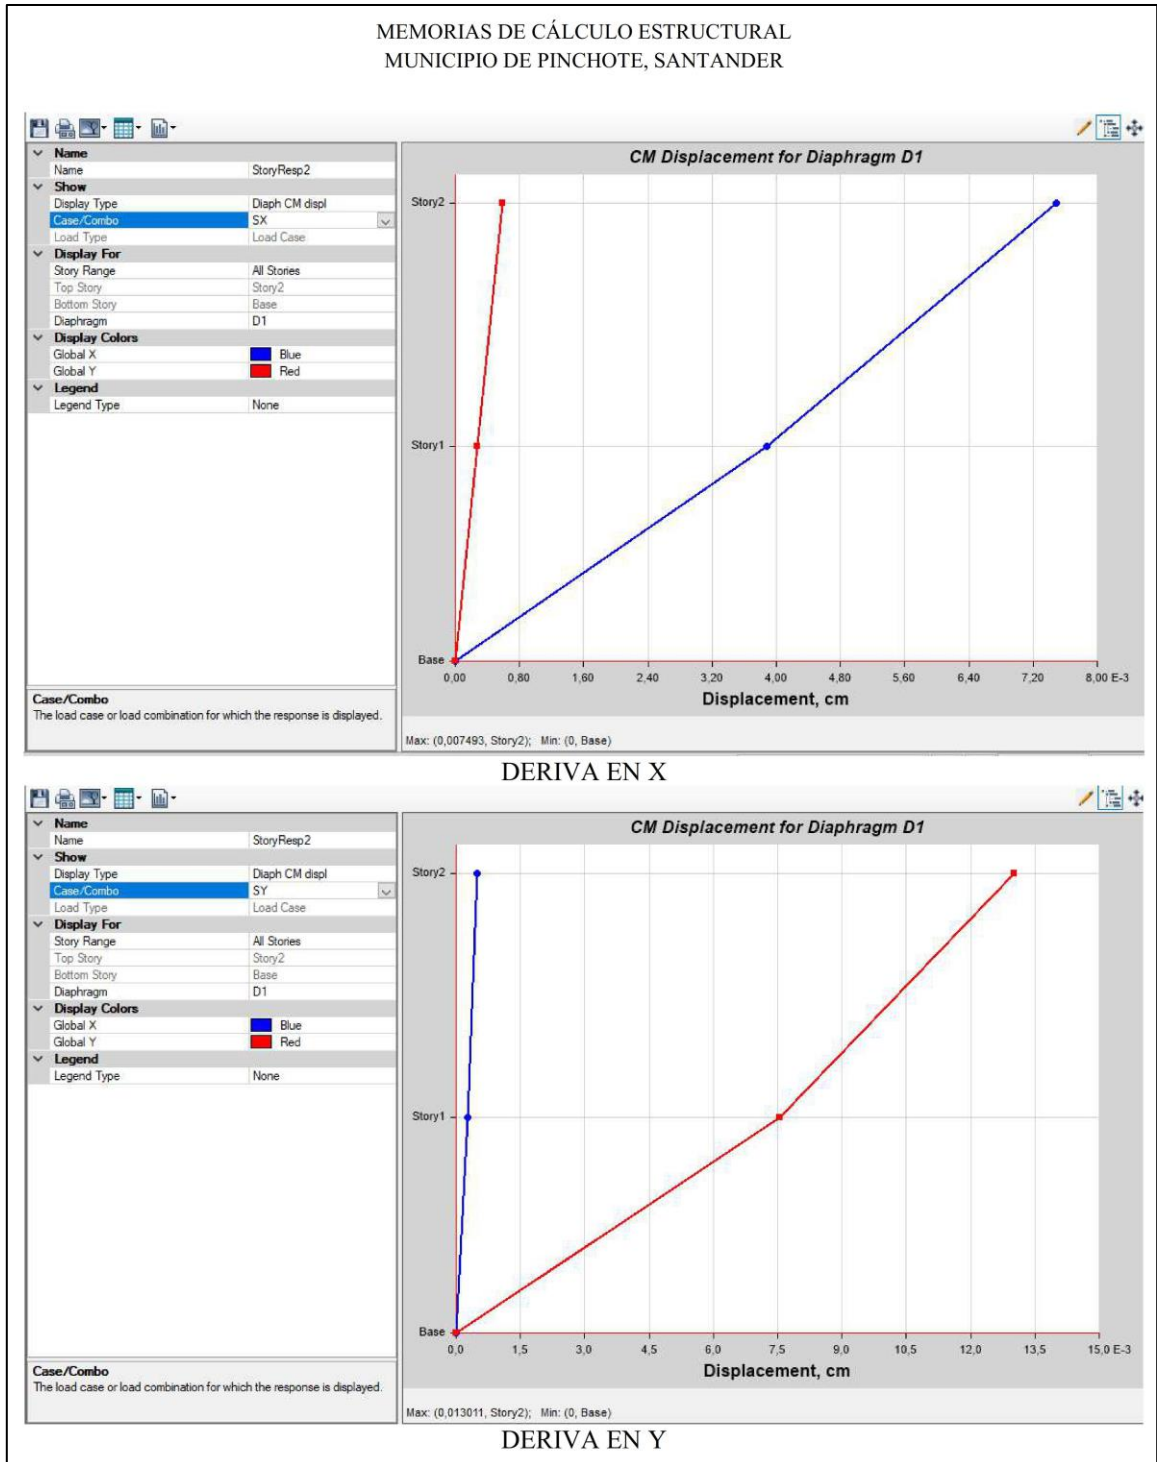 MEMORIAS DE CÁLCULO ESTRUCTURAL
MUNICIPIO DE PINCHOTE, SANTANDER
Name
Name StoryResp2
Show
Display Type Diaph CM displ
Case/Combo SX
Load Type Load Case
Display For
Story Range All Stories
Top Story Story2
Bottom Story Base
Diaphragm D1
Display Colors
Global X Blue
Global Y Red
Legend
Legend Type None
Case/Combo
The load case or load combination for which the response is displayed.
CM Displacement for Diaphragm D1
Story2
Story1
Base
0,00 0,80 1,60 2,40 3,20 4,00 4,80 5,60 6,40 7,20 8,00 E-3
Displacement, cm
Max: (0,007493, Story2); Min: (0, Base)
DERIVA EN X
Name
Name StoryResp2
Show
Display Type Diaph CM displ
Case/Combo SY
Load Type Load Case
Display For
Story Range All Stories
Top Story Story2
Bottom Story Base
Diaphragm D1
Display Colors
Global X Blue
Global Y Red
Legend
Legend Type None
Case/Combo
The load case or load combination for which the response is displayed.
CM Displacement for Diaphragm D1
Story2
Story1
Base
0,0 1,5 3,0 4,5 6,0 7,5 9,0 10,5 12,0 13,5 15,0 E-3
Displacement, cm
Max: (0,013011, Story2); Min: (0, Base)
DERIVA EN Y